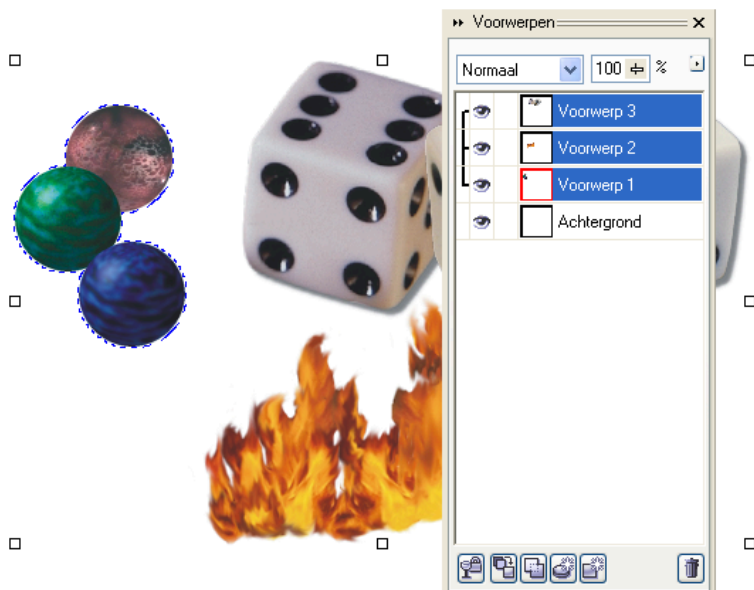 Voorwerpen
Normaal 100 %
Voorwerp 3
Voorwerp 2
Voorwerp 1
Achtergrond